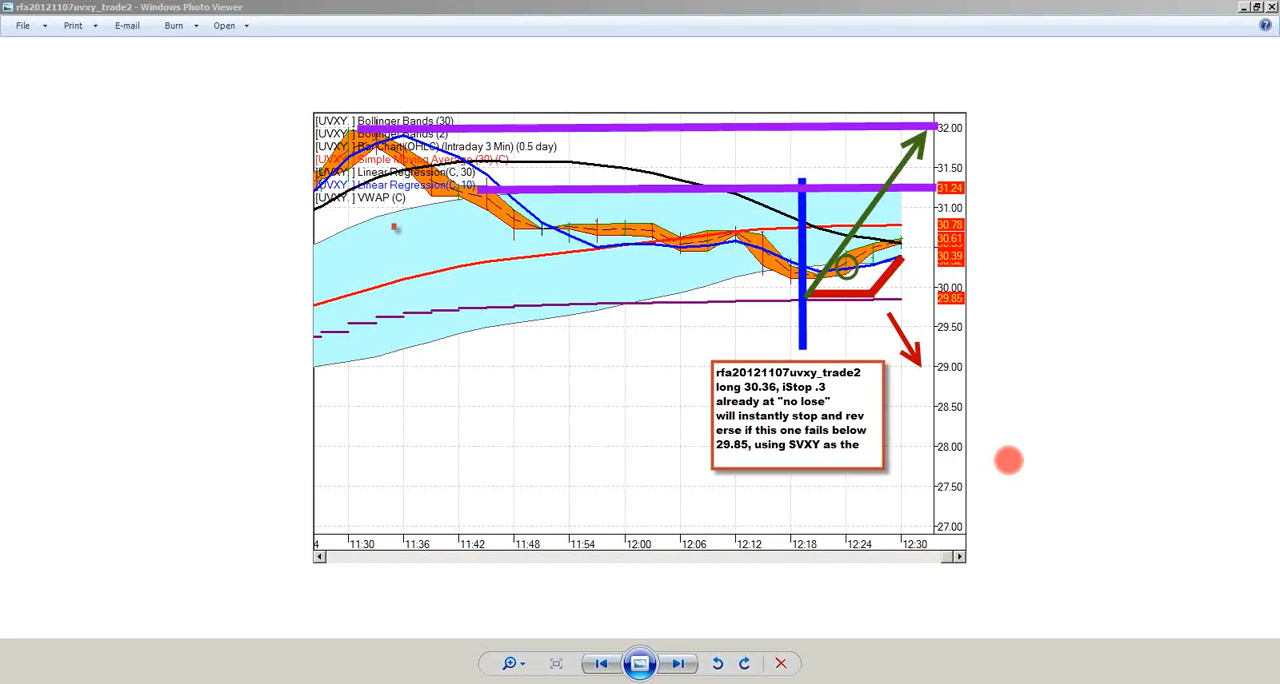 rfa20121107uvxy_trade2 - Windows Photo Viewer
File Print E-mail Burn Open
[UVXY, ] Bollinger Bands (30)
[UVXY, ] Bollinger Bands (2)
[UVXY, ] Bar Chart(OHLC) (Intraday 3 Min) (0.5 day)
[UVXY, ] Simple Moving Average (30) (C)
[UVXY, ] Linear Regression(C, 30)
[UVXY, ] Linear Regression(C, 10)
[UVXY, ] VWAP (C)
32.00
31.50
31.24
31.00
30.78
30.61
30.39
30.00
29.85
29.50
29.00
28.50
28.00
27.50
27.00
rfa20121107uvxy_trade2
long 30.36, iStop .3
already at "no lose"
will instantly stop and rev
erse if this one fails below
29.85, using SVXY as the
4 11:30 11:36 11:42 11:48 11:54 12:00 12:06 12:12 12:18 12:24 12:30